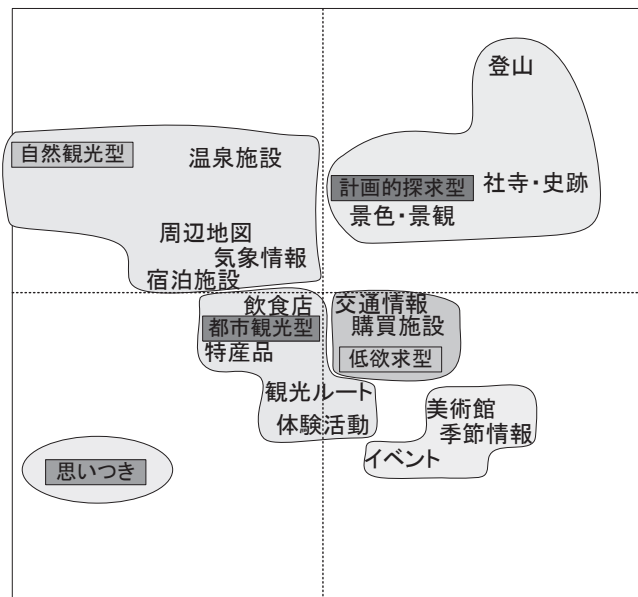 登山
自然観光型
温泉施設
計画的探求型
社寺・史跡
景色・景観
周辺地図
気象情報
宿泊施設
飲食店
交通情報
都市観光型
購買施設
特産品
低欲求型
観光ルート
体験活動
美術館
季節情報
イベント
思いつき